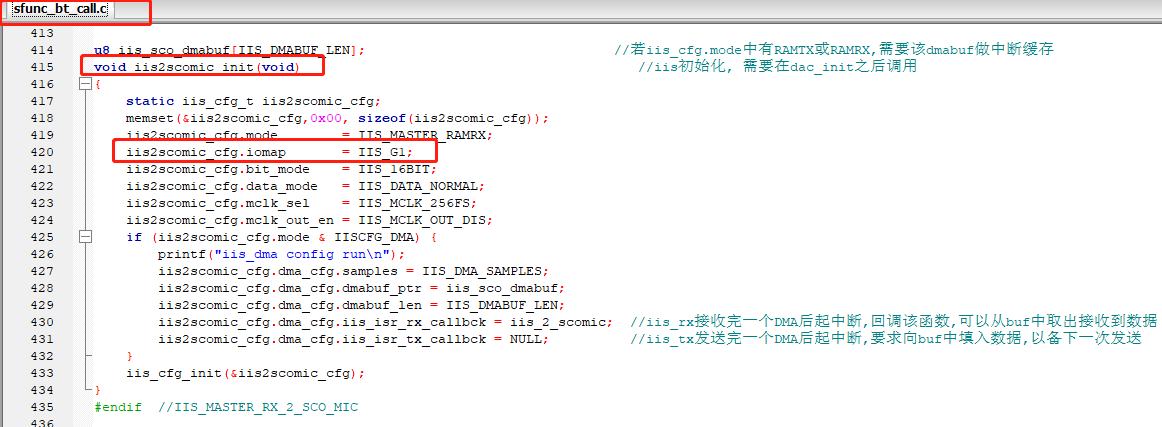 sfunc_bt_call.c
413
414 u8 iis_sco_dmabuf[IIS_DMABUF_LEN]; //若iis_cfg.mode中有RAMTX或RAMRX,需要该dmabuf做中断缓存
415 void iis2scomic_init(void) //iis初始化, 需要在dac_init之后调用
416 {
417 static iis_cfg_t iis2scomic_cfg;
418 memset(&iis2scomic_cfg,0x00, sizeof(iis2scomic_cfg));
419 iis2scomic_cfg.mode = IIS_MASTER_RAMRX;
420 iis2scomic_cfg.iomap = IIS_G1;
421 iis2scomic_cfg.bit_mode = IIS_16BIT;
422 iis2scomic_cfg.data_mode = IIS_DATA_NORMAL;
423 iis2scomic_cfg.mclk_sel = IIS_MCLK_256FS;
424 iis2scomic_cfg.mclk_out_en = IIS_MCLK_OUT_DIS;
425 if (iis2scomic_cfg.mode & IISCFG_DMA) {
426 printf("iis_dma config run\n");
427 iis2scomic_cfg.dma_cfg.samples = IIS_DMA_SAMPLES;
428 iis2scomic_cfg.dma_cfg.dmabuf_ptr = iis_sco_dmabuf;
429 iis2scomic_cfg.dma_cfg.dmabuf_len = IIS_DMABUF_LEN;
430 iis2scomic_cfg.dma_cfg.iis_isr_rx_callbck = iis_2_scomic; //iis_rx接收完一个DMA后起中断,回调该函数,可以从buf中取出接收到数据
431 iis2scomic_cfg.dma_cfg.iis_isr_tx_callbck = NULL; //iis_tx发送完一个DMA后起中断,要求向buf中填入数据,以备下一次发送
432 }
433 iis_cfg_init(&iis2scomic_cfg);
434 }
435 #endif //IIS_MASTER_RX_2_SCO_MIC
436